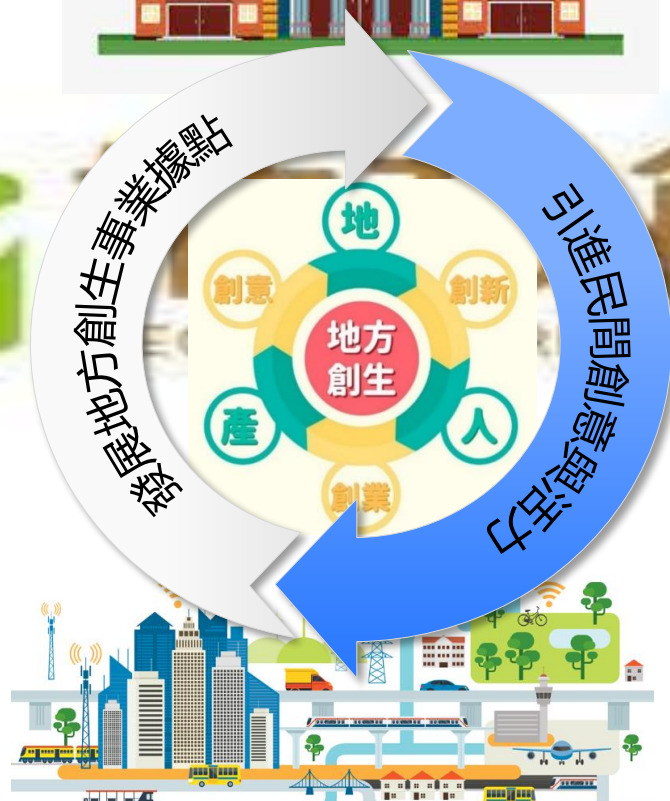 發展地方創生事業據點
引進民間創意與活力
地
創意
創新
地方
創生
產
人
創業